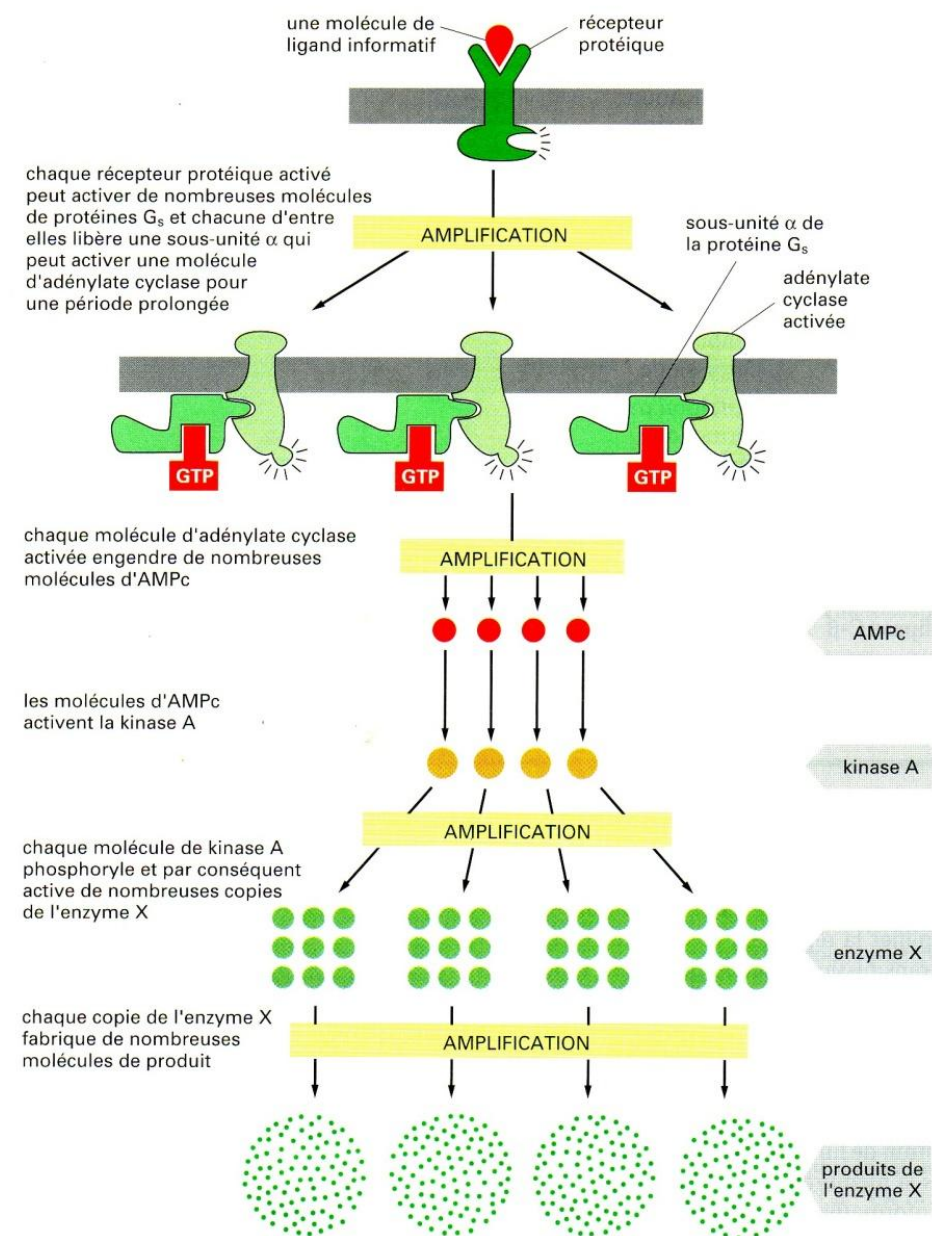 une molécule de
ligand informatif
récepteur
protéique
chaque récepteur protéique activé
peut activer de nombreuses molécules
de protéines Gs et chacune d'entre
elles libère une sous-unité α qui
peut activer une molécule
d'adénylate cyclase pour
une période prolongée
AMPLIFICATION
sous-unité α de
la protéine Gs
adénylate
cyclase
activée
GTP
GTP
GTP
chaque molécule d'adénylate cyclase
activée engendre de nombreuses
molécules d'AMPc
AMPLIFICATION
AMPc
les molécules d'AMPc
activent la kinase A
kinase A
AMPLIFICATION
chaque molécule de kinase A
phosphoryle et par conséquent
active de nombreuses copies
de l'enzyme X
enzyme X
chaque copie de l'enzyme X
fabrique de nombreuses
molécules de produit
AMPLIFICATION
produits de
l'enzyme X